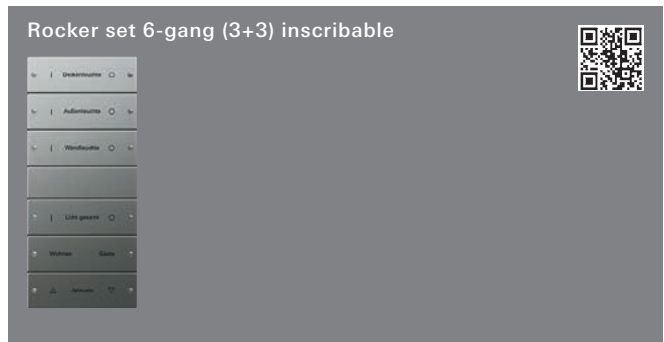 Rocker set 6-gang (3+3) inscribable
Deckenleuchte
Außenleuchte
Wandleuchte
Licht gesamt
Wohnen Gäste